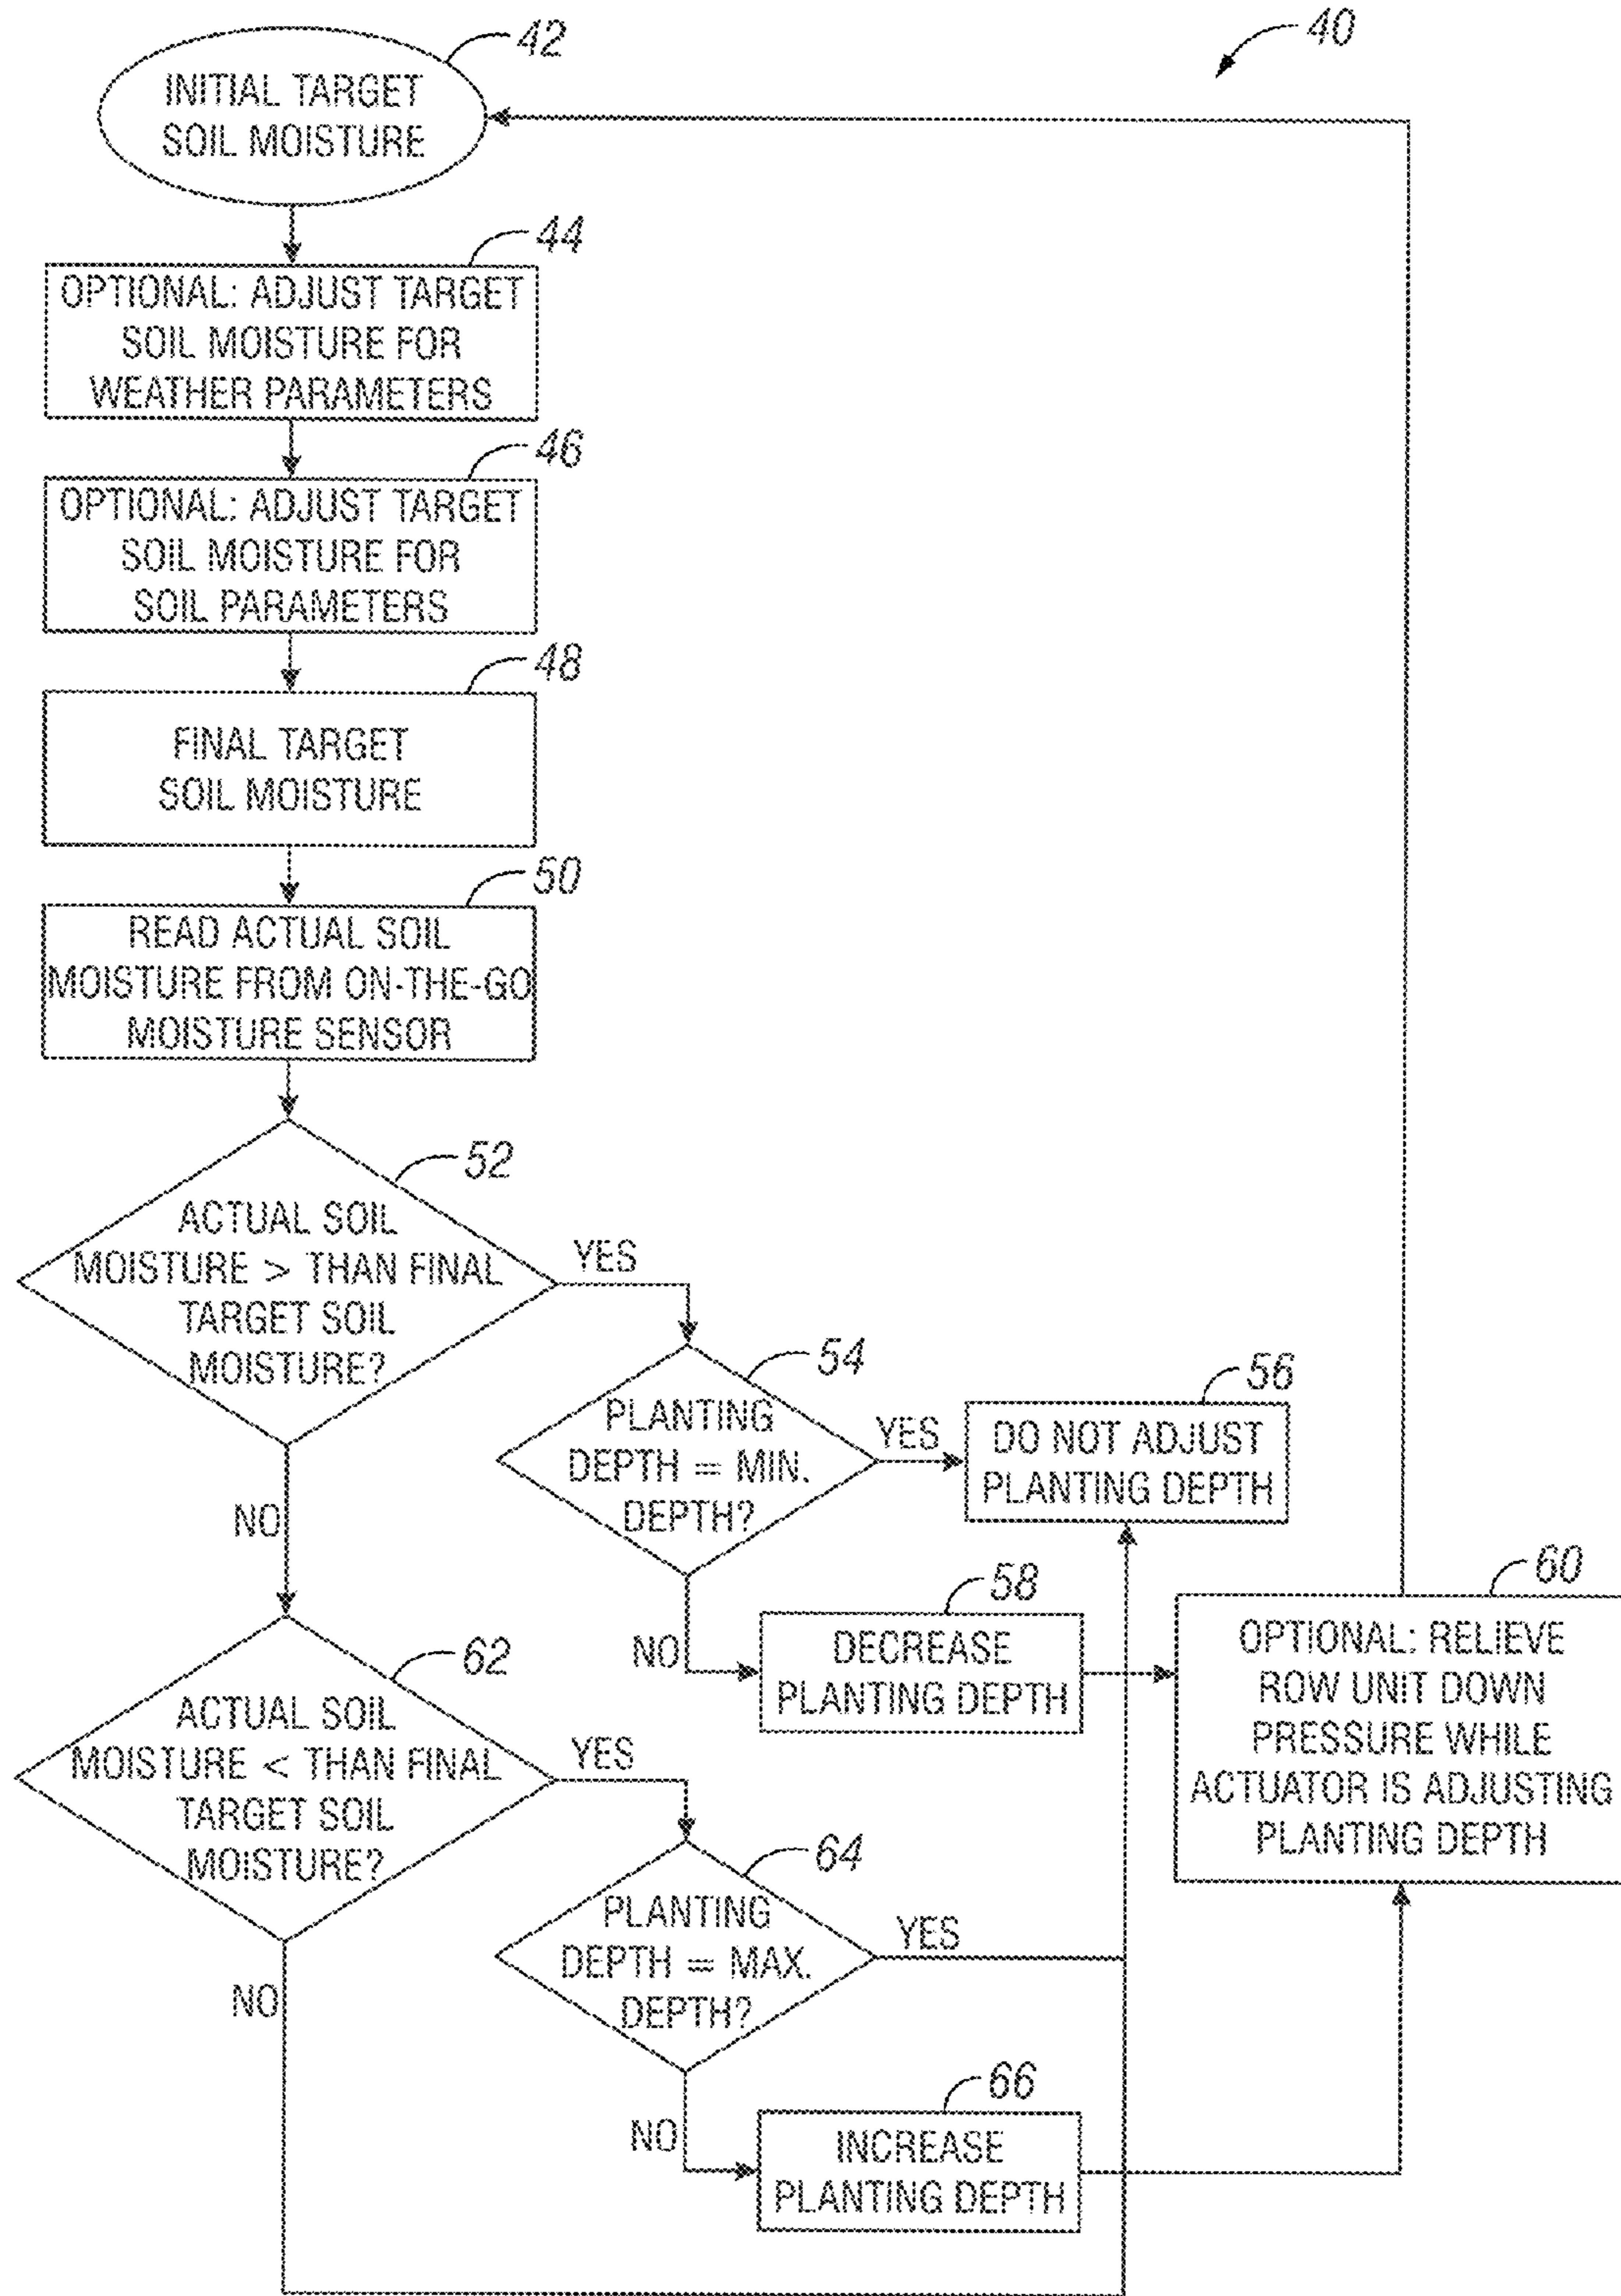 40
42
INITIAL TARGET
SOIL MOISTURE
44
OPTIONAL: ADJUST TARGET
SOIL MOISTURE FOR
WEATHER PARAMETERS
46
OPTIONAL: ADJUST TARGET
SOIL MOISTURE FOR
SOIL PARAMETERS
48
FINAL TARGET
SOIL MOISTURE
50
READ ACTUAL SOIL
MOISTURE FROM ON-THE-GO
MOISTURE SENSOR
52
ACTUAL SOIL
MOISTURE > THAN FINAL
TARGET SOIL
MOISTURE?
YES
NO
54
PLANTING
DEPTH = MIN.
DEPTH?
YES
NO
56
DO NOT ADJUST
PLANTING DEPTH
58
DECREASE
PLANTING DEPTH
60
OPTIONAL: RELIEVE
ROW UNIT DOWN
PRESSURE WHILE
ACTUATOR IS ADJUSTING
PLANTING DEPTH
62
ACTUAL SOIL
MOISTURE < THAN FINAL
TARGET SOIL
MOISTURE?
YES
NO
64
PLANTING
DEPTH = MAX.
DEPTH?
YES
NO
66
INCREASE
PLANTING DEPTH